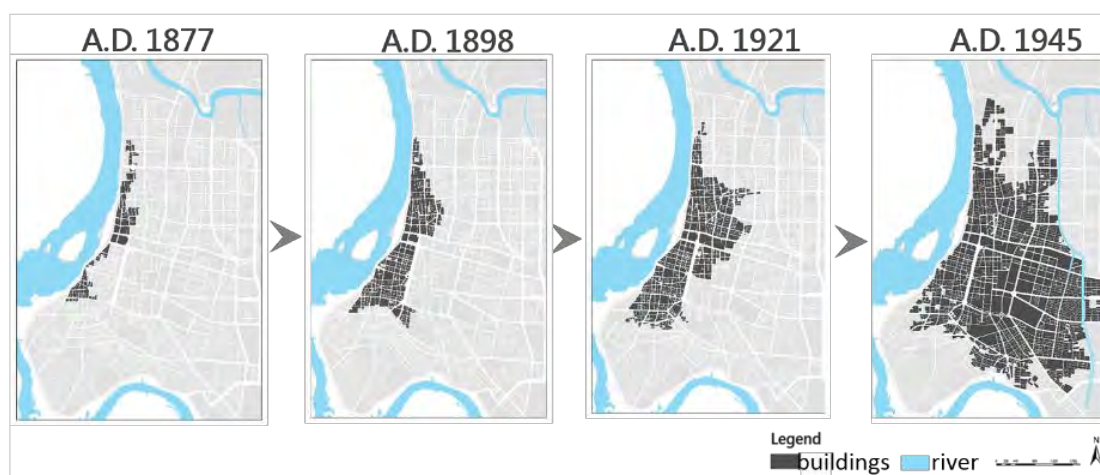 A.D. 1877
A.D. 1898
A.D. 1921
A.D. 1945
Legend
buildings
river
N